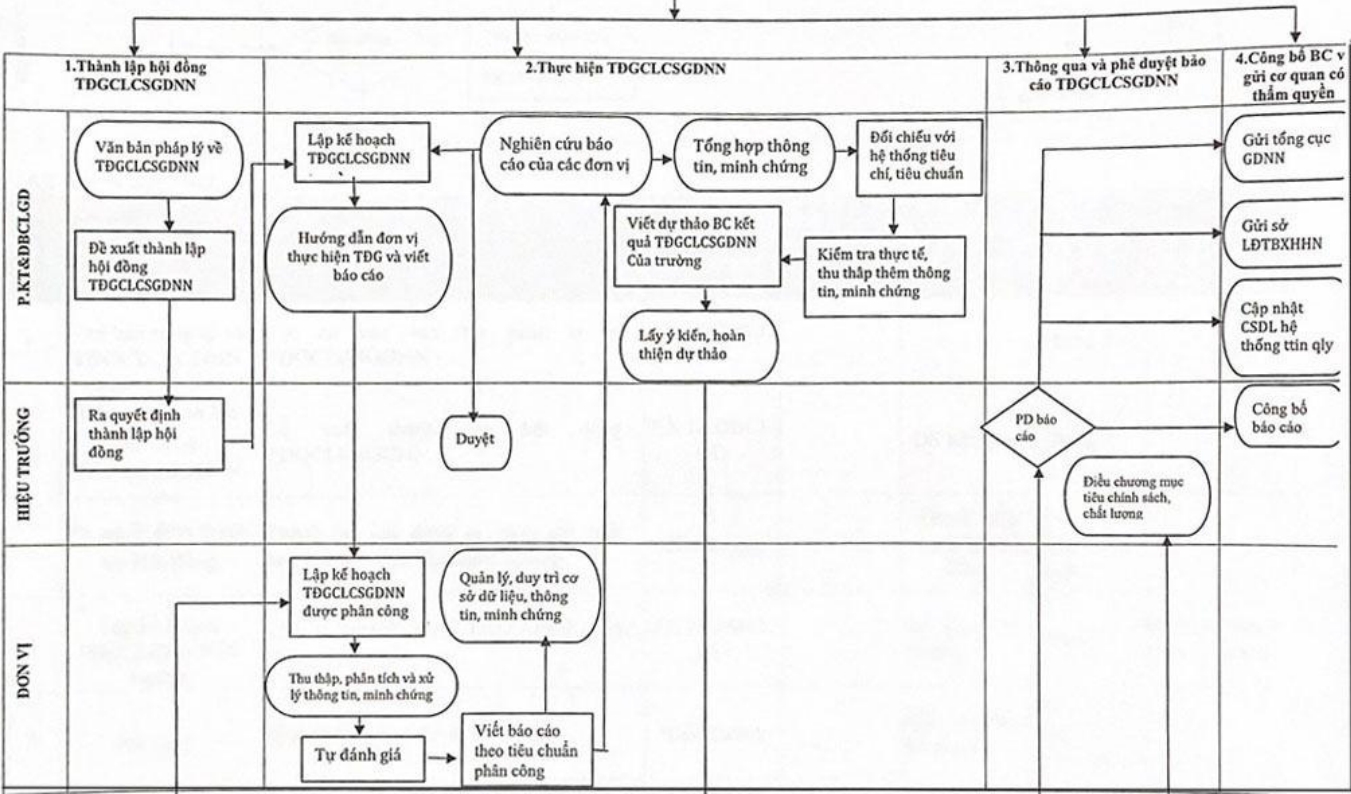 1.Thành lập hội đồng
TĐGCLCSGDNN
2.Thực hiện TĐGCLCSGDNN
3.Thông qua và phê duyệt báo
cáo TĐGCLCSGDNN
4.Công bố BC v
gửi cơ quan có
thẩm quyền
P.KT&ĐBCLGD
Văn bản pháp lý về
TĐGCLCSGDNN
Đề xuất thành lập
hội đồng
TĐGCLCSGDNN
Lập kế hoạch
TĐGCLCSGDNN
Hướng dẫn đơn vị
thực hiện TĐG và viết
báo cáo
Nghiên cứu báo
cáo của các đơn vị
Tổng hợp thông
tin, minh chứng
Đối chiếu với
hệ thống tiêu
chí, tiêu chuẩn
Viết dự thảo BC kết
quả TĐGCLCSGDNN
Của trường
Kiểm tra thực tế,
thu thập thêm thông
tin, minh chứng
Lấy ý kiến, hoàn
thiện dự thảo
Gửi tổng cục
GDNN
Gửi sở
LĐTBXHHN
Cập nhật
CSDL hệ
thống ttin qly
HIỆU TRƯỞNG
Ra quyết định
thành lập hội
đồng
Duyệt
PD báo
cáo
Công bố
báo cáo
Điều chương mục
tiêu chính sách,
chất lượng
ĐƠN VỊ
Lập kế hoạch
TĐGCLCSGDNN
được phân công
Quản lý, duy trì cơ
sở dữ liệu, thông
tin, minh chứng
Thu thập, phân tích và xử
lý thông tin, minh chứng
Tự đánh giá
Viết báo cáo
theo tiêu chuẩn
phân công